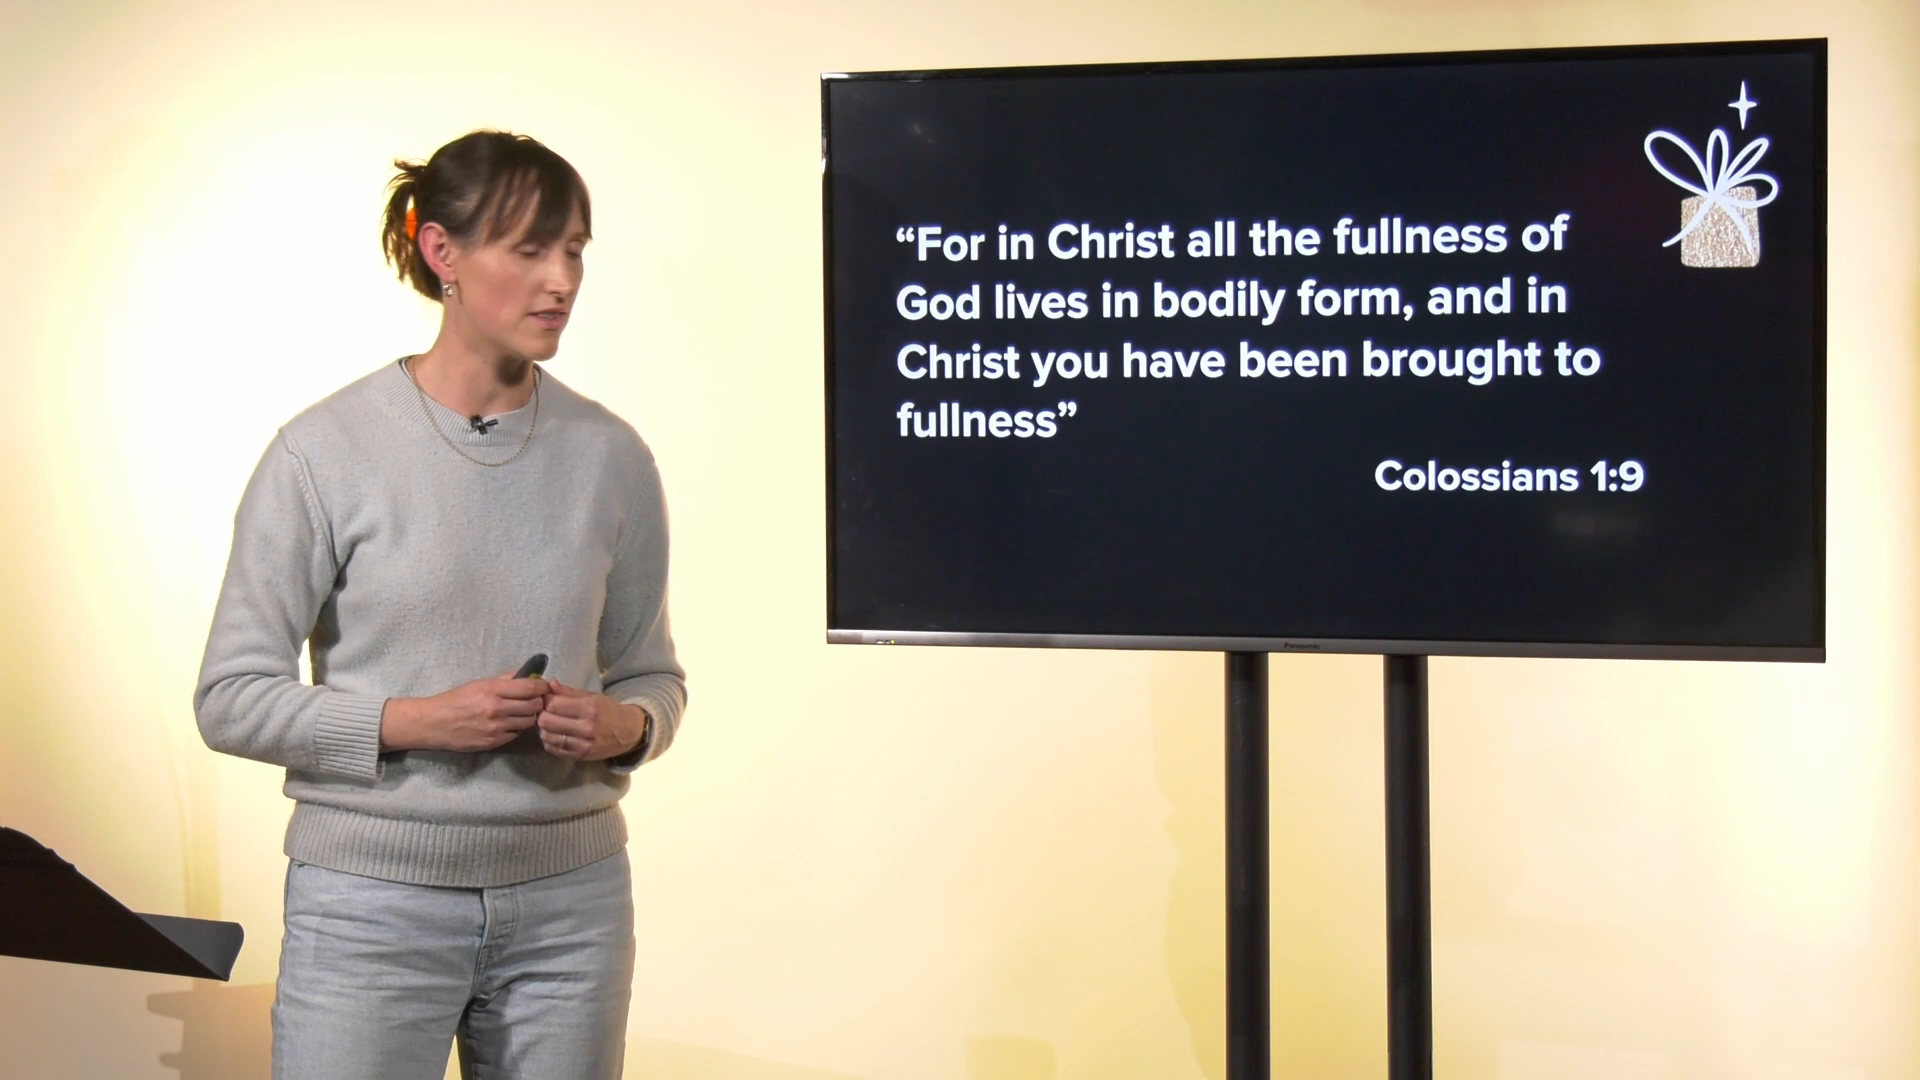 “For in Christ all the fullness of
God lives in bodily form, and in
Christ you have been brought to
fullness”
Colossians 1:9
Panasonic